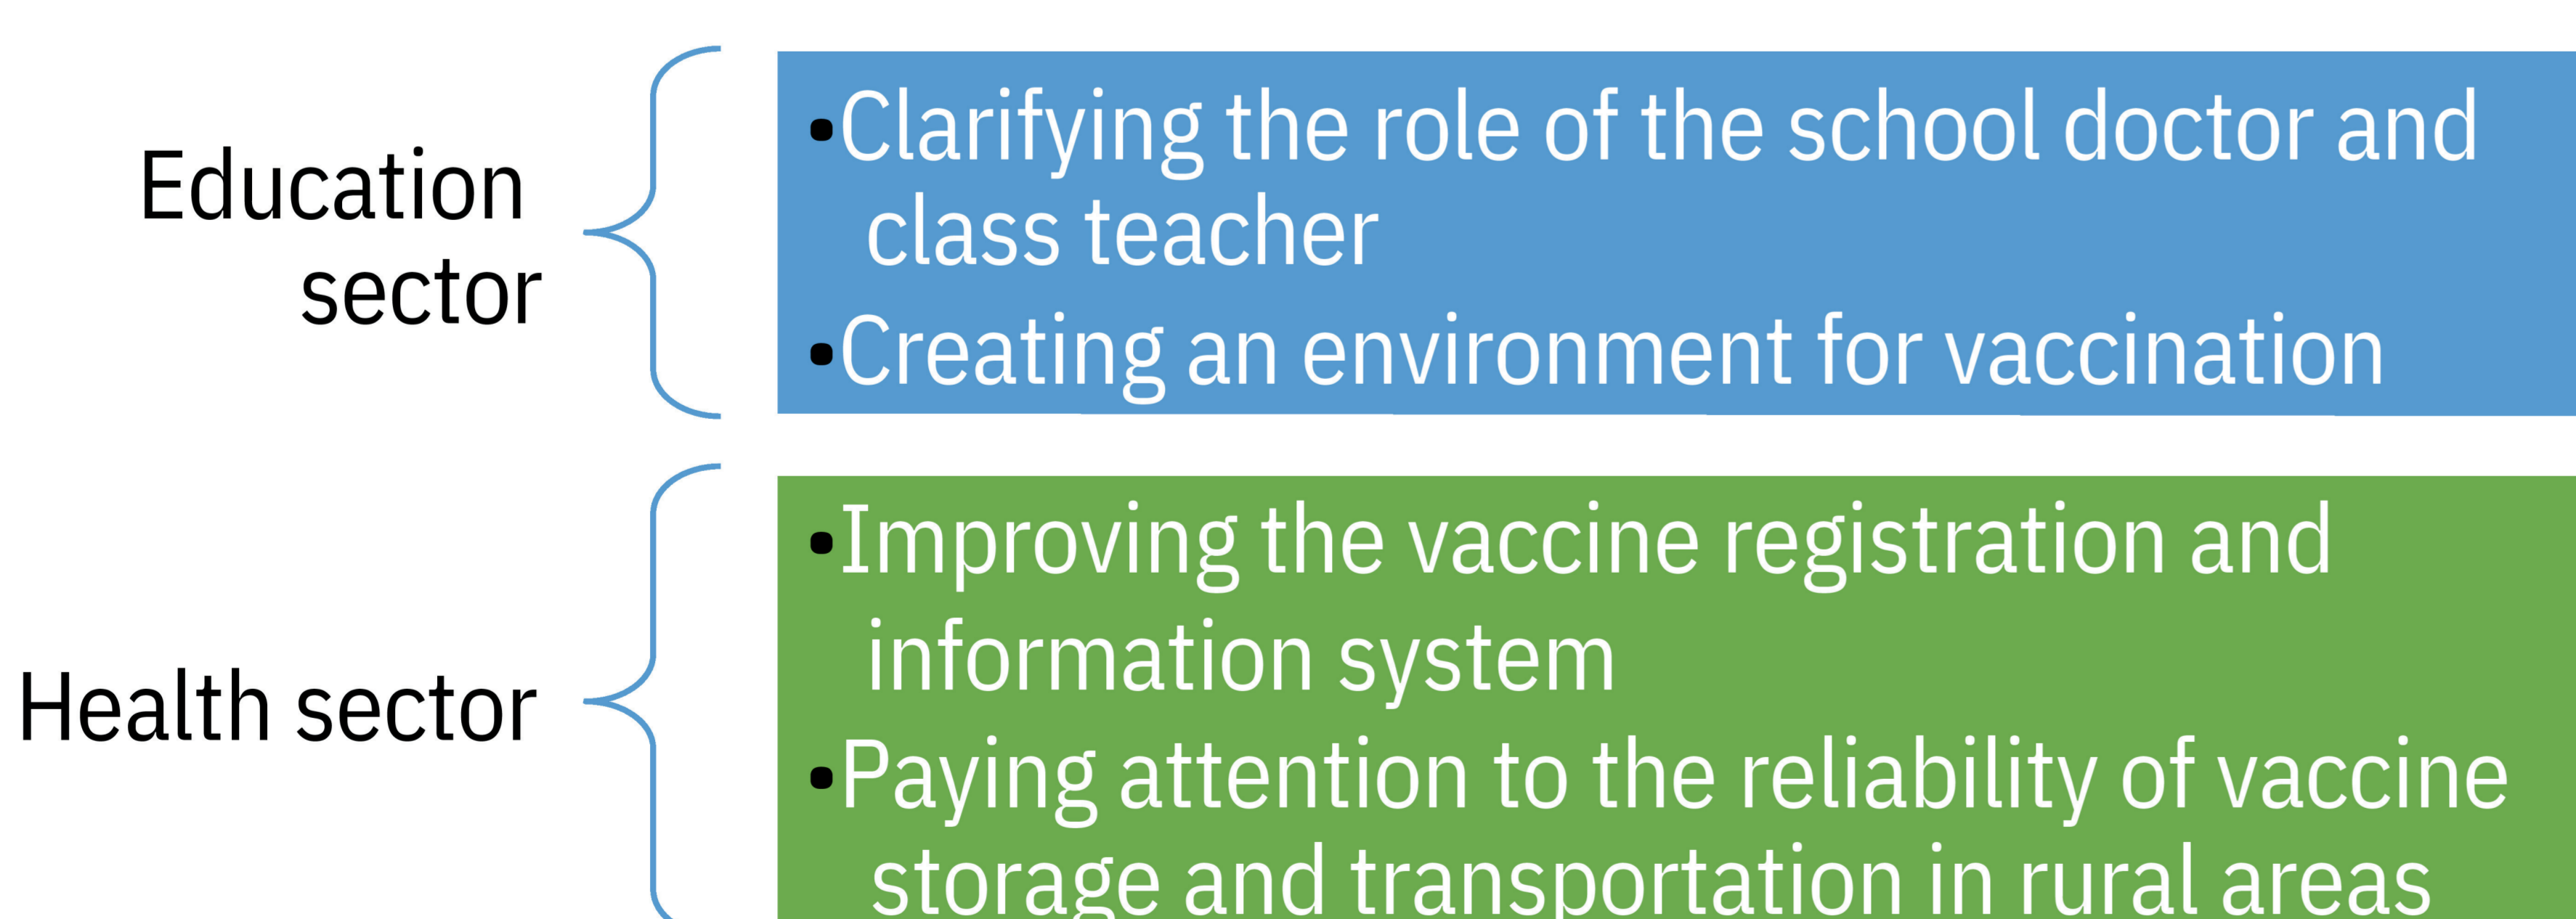 Education
sector
•Clarifying the role of the school doctor and
class teacher
•Creating an environment for vaccination
Health sector
•Improving the vaccine registration and
information system
•Paying attention to the reliability of vaccine
storage and transportation in rural areas